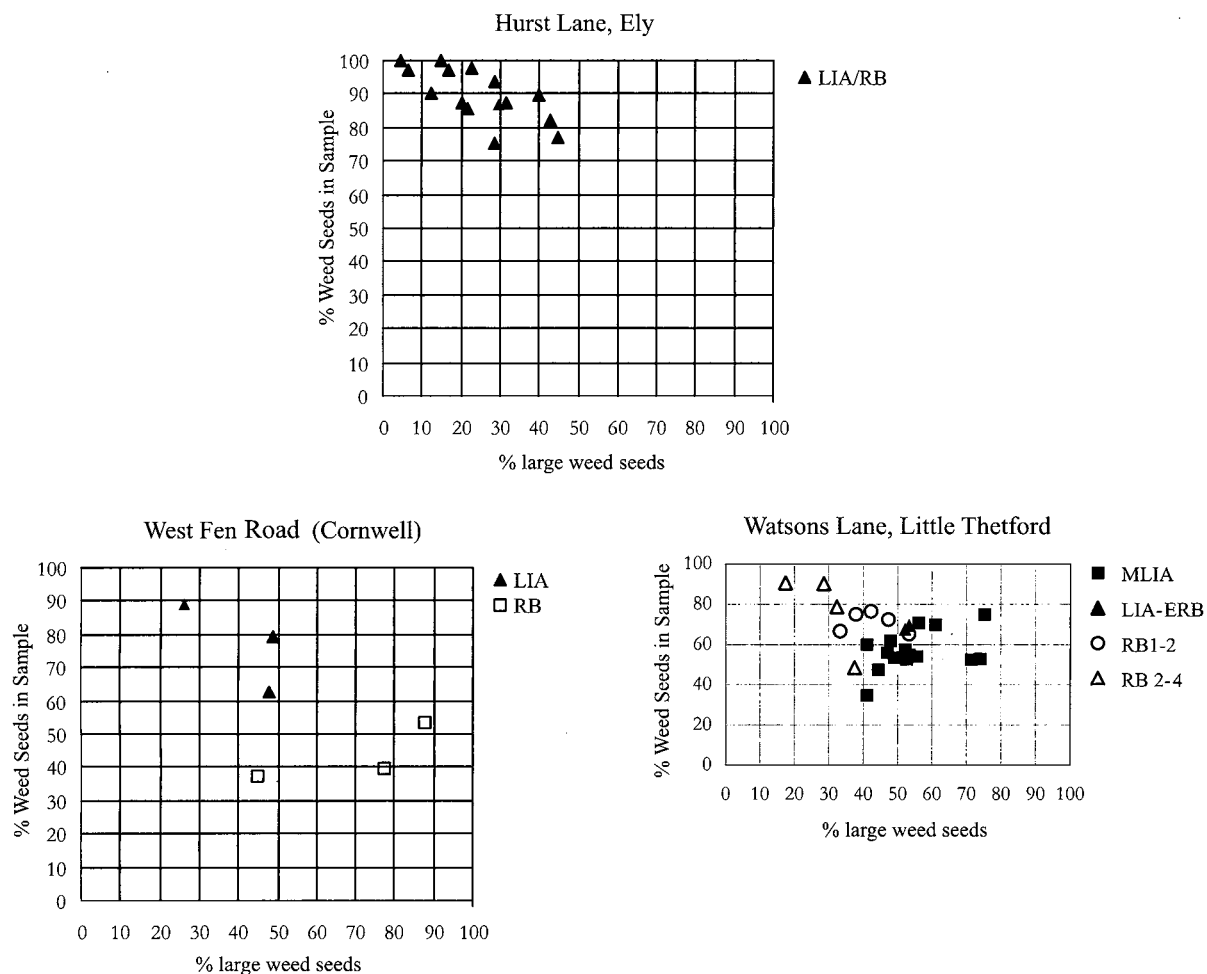 Hurst Lane, Ely
100
90
80
70
60
50
40
30
20
10
0
% Weed Seeds in Sample
0 10 20 30 40 50 60 70 80 90 100
% large weed seeds
LIA/RB
West Fen Road (Cornwell)
100
90
80
70
60
50
40
30
20
10
0
% Weed Seeds in Sample
0 10 20 30 40 50 60 70 80 90 100
% large weed seeds
LIA
RB
Watsons Lane, Little Thetford
100
80
60
40
20
0
% Weed Seeds in Sample
0 10 20 30 40 50 60 70 80 90 100
% large weed seeds
MLIA
LIA-ERB
RB1-2
RB 2-4